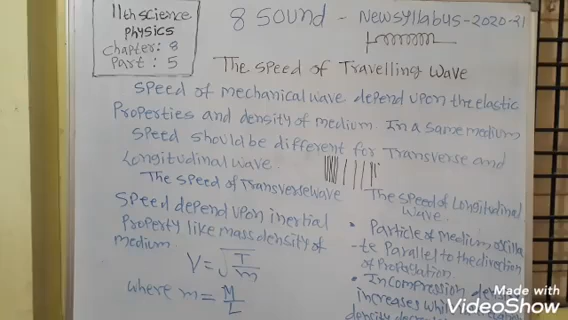 11th science
Physics
Chapter: 8
Part: 5
8 Sound - New syllabus-2020-21
The Speed of Travelling Wave
Speed of mechanical wave depend upon the elastic
Properties and density of medium. In a same medium
Speed should be different for Transverse and
Longitudinal wave.
The Speed of Transverse wave
Speed depend upon inertial
Property like mass density of
medium
V = √T/m
where m = M/L
The Speed of Longitudinal
Wave.
• Particle of Medium oscilla
-te Parallel to the direction
of Propagation.
• In compression
increases while
density
Made with
VideoShow